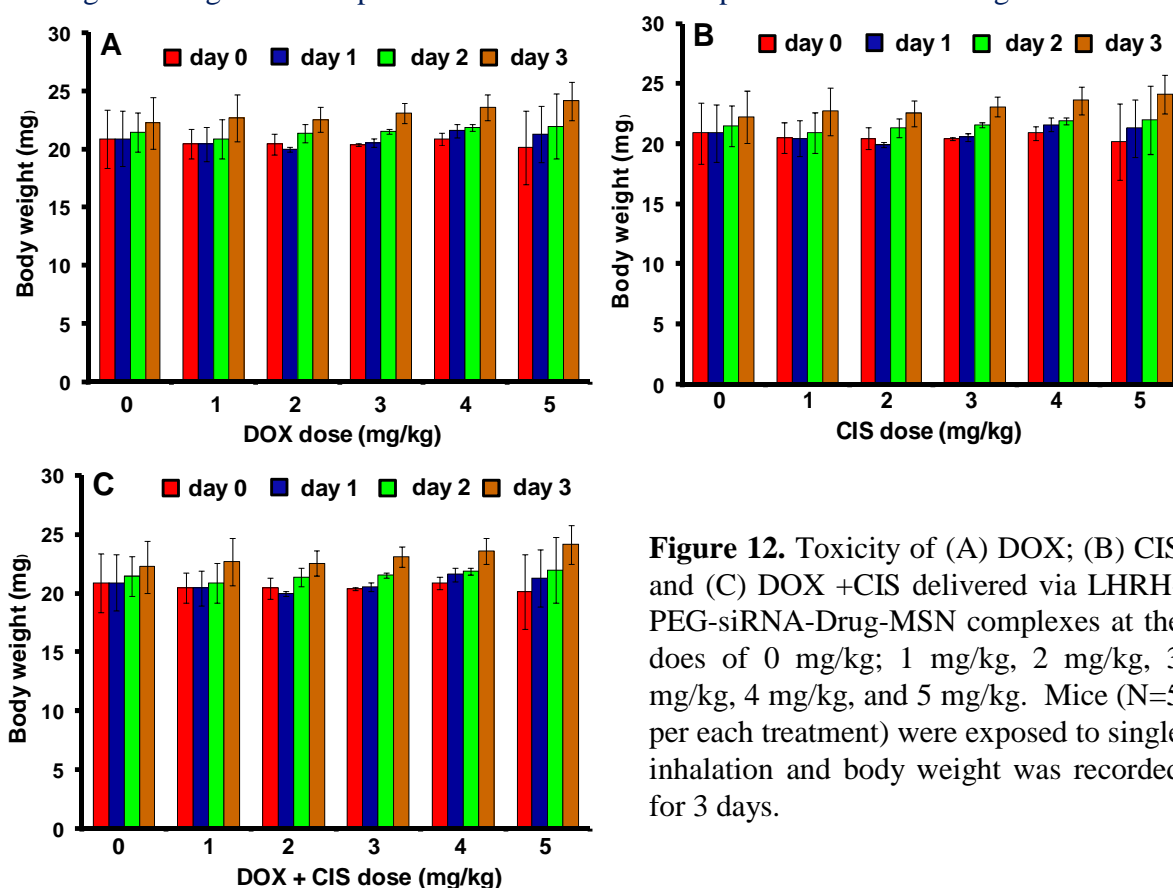 A
day 0 day 1 day 2 day 3
Body weight (mg)
30
25
20
15
10
5
0
0 1 2 3 4 5
DOX dose (mg/kg)
B
day 0 day 1 day 2 day 3
Body weight (mg)
30
25
20
15
10
5
0
0 1 2 3 4 5
CIS dose (mg/kg)
C
day 0 day 1 day 2 day 3
Body weight (mg)
30
25
20
15
10
5
0
0 1 2 3 4 5
DOX + CIS dose (mg/kg)
Figure 12. Toxicity of (A) DOX; (B) CIS
and (C) DOX +CIS delivered via LHRH
PEG-siRNA-Drug-MSN complexes at the
does of 0 mg/kg; 1 mg/kg, 2 mg/kg, 3
mg/kg, 4 mg/kg, and 5 mg/kg. Mice (N=5
per each treatment) were exposed to single
inhalation and body weight was recorded
for 3 days.